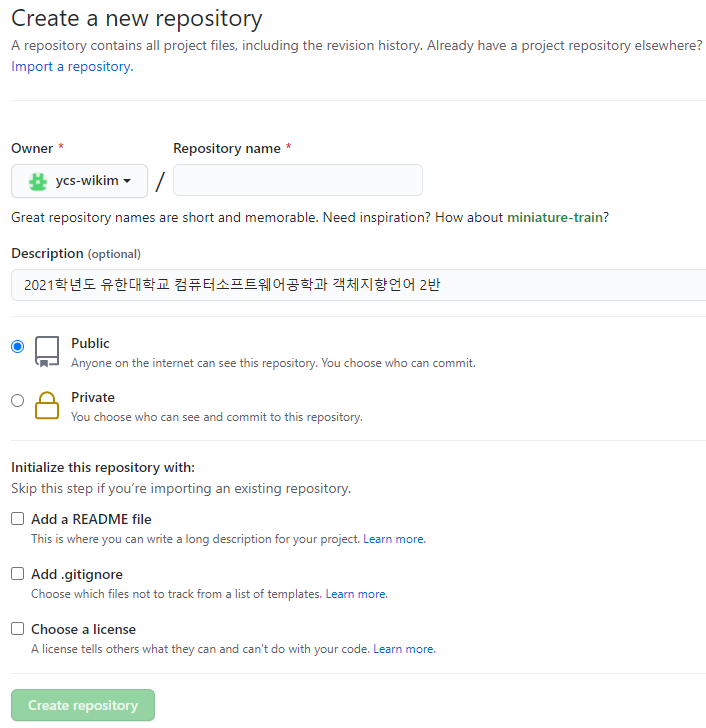 Create a new repository
A repository contains all project files, including the revision history. Already have a project repository elsewhere?
Import a repository.
Owner *
Repository name *
ycs-wikim
/
Great repository names are short and memorable. Need inspiration? How about miniature-train?
Description (optional)
2021학년도 유한대학교 컴퓨터소프트웨어공학과 객체지향언어 2반
Public
Anyone on the internet can see this repository. You choose who can commit.
Private
You choose who can see and commit to this repository.
Initialize this repository with:
Skip this step if you're importing an existing repository.
Add a README file
This is where you can write a long description for your project. Learn more.
Add .gitignore
Choose which files not to track from a list of templates. Learn more.
Choose a license
A license tells others what they can and can't do with your code. Learn more.
Create repository